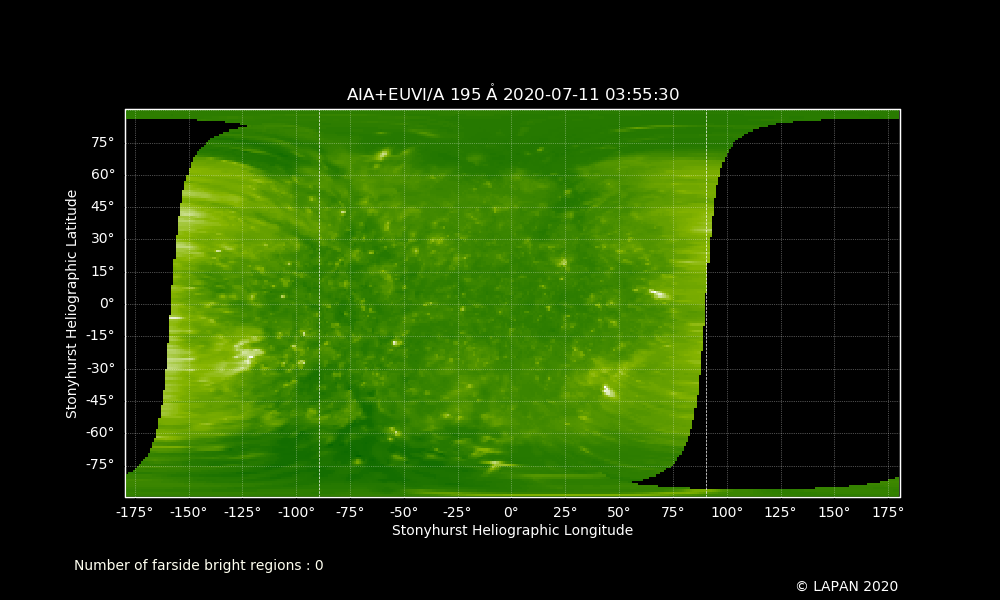 AIA+EUVI/A 195 Å 2020-07-11 03:55:30
75°
60°
45°
30°
15°
0°
-15°
-30°
-45°
-60°
-75°
Stonyhurst Heliographic Latitude
-175° -150° -125° -100° -75° -50° -25° 0° 25° 50° 75° 100° 125° 150° 175°
Stonyhurst Heliographic Longitude
Number of farside bright regions : 0
© LAPAN 2020